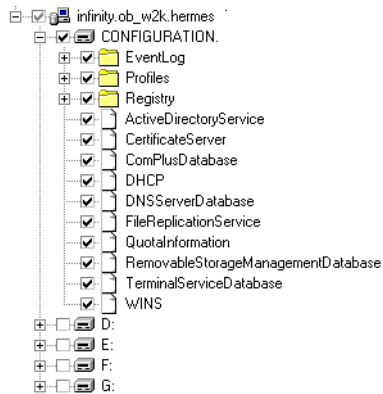 infinity.ob_w2k.hermes
CONFIGURATION.
EventLog
Profiles
Registry
ActiveDirectoryService
CertificateServer
ComPlusDatabase
DHCP
DNSServerDatabase
FileReplicationService
QuotaInformation
RemovableStorageManagementDatabase
TerminalServiceDatabase
WINS
D:
E:
F:
G: